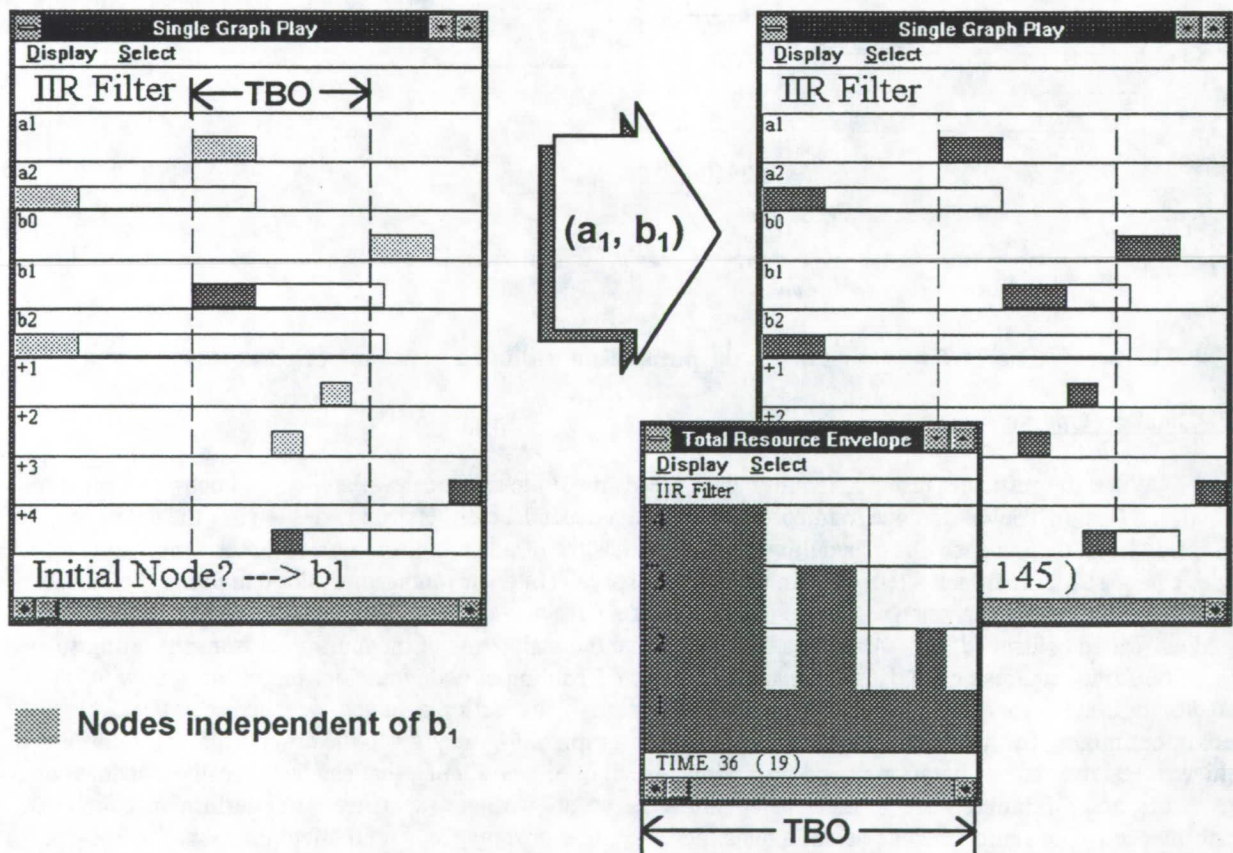 Single Graph Play
Display Select
IIR Filter
TBO
a1
a2
b0
b1
b2
+1
+2
+3
+4
Initial Node? ---> b1
Nodes independent of b1
(a1, b1)
Single Graph Play
Display Select
IIR Filter
a1
a2
b0
b1
b2
+1
+2
145 )
Total Resource Envelope
Display Select
IIR Filter
4
3
2
1
TIME 36 (19)
TBO